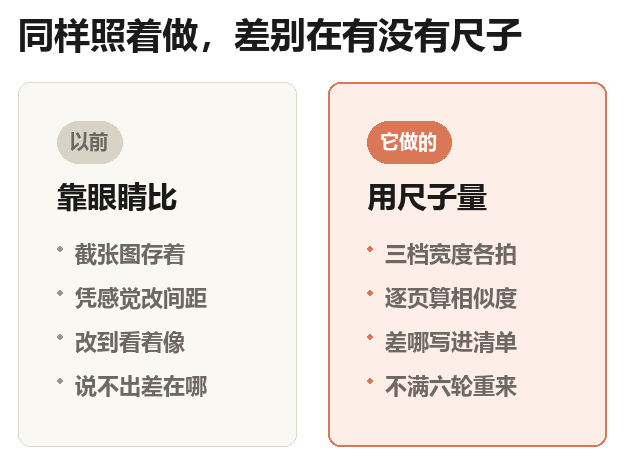 同样照着做，差别在有没有尺子
以前
靠眼睛比
截张图存着
凭感觉改间距
改到看着像
说不出差在哪
它做的
用尺子量
三档宽度各拍
逐页算相似度
差哪写进清单
不满六轮重来